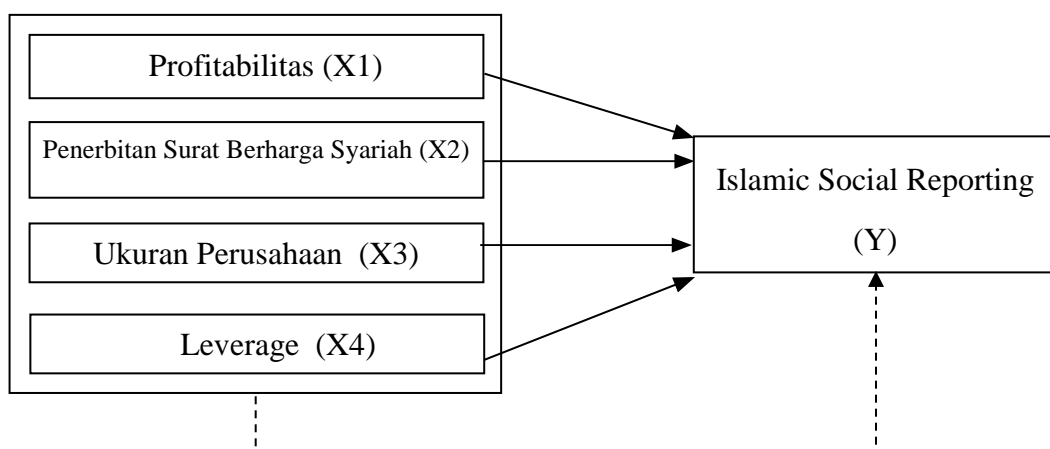 Profitabilitas (X1)
Penerbitan Surat Berharga Syariah (X2)
Ukuran Perusahaan (X3)
Leverage (X4)
Islamic Social Reporting
(Y)